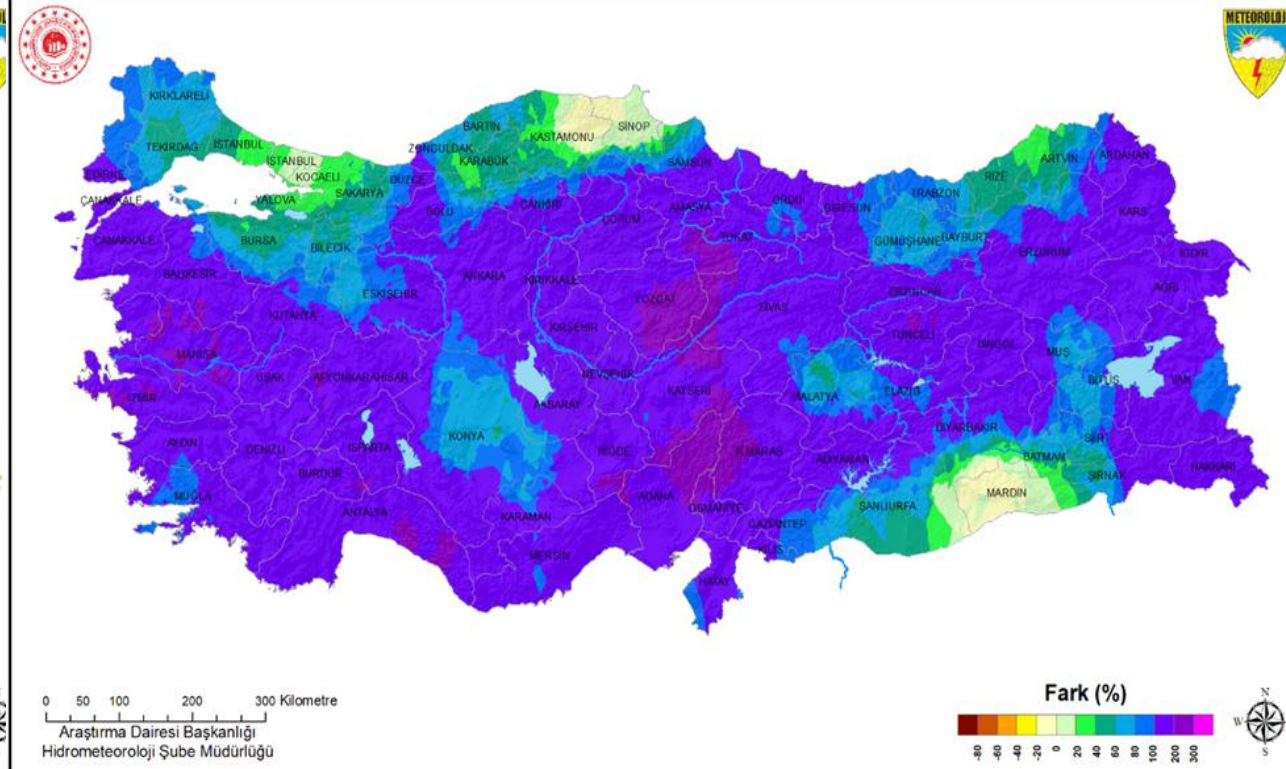 METEOROLOJİ
KIRKLARELİ
TEKİRDAĞ
İSTANBUL
İSTANBUL
KOCAELİ
EDİRNE
ÇANAKKALE
YALOVA
SAKARYA
DÜZCE
ZONGULDAK
BARTIN
KARABÜK
KASTAMONU
SİNOP
SAMSUN
BOLU
ÇANKIRI
ÇORUM
AMASYA
TOKAT
ORDU
GİRESUN
TRABZON
RİZE
ARTVİN
ARDAHAN
KARS
GÜMÜŞHANE
BAYBURT
ERZURUM
IĞDIR
AĞRI
ÇANAKKALE
BURSA
BİLECİK
BALIKESİR
ESKİŞEHİR
ANKARA
KIRIKKALE
YOZGAT
SİVAS
ERZİNCAN
TUNCELİ
BİNGÖL
MUŞ
BİTLİS
VAN
KÜTAHYA
MANİSA
UŞAK
AFYONKARAHİSAR
KIRŞEHİR
NEVŞEHİR
KAYSERİ
AKSARAY
MALATYA
ELAZIĞ
DİYARBAKIR
İZMİR
AYDIN
DENİZLİ
ISPARTA
BURDUR
KONYA
NİĞDE
K.MARAŞ
ADIYAMAN
BATMAN
SİİRT
ŞIRNAK
HAKKARİ
MARDİN
ŞANLIURFA
MUĞLA
ANTALYA
KARAMAN
MERSİN
ADANA
OSMANİYE
GAZİANTEP
KİLİS
HATAY
0 50 100 200 300 Kilometre
Araştırma Dairesi Başkanlığı
Hidrometeoroloji Şube Müdürlüğü
Fark (%)
-80 -60 -40 -20 0 20 40 60 80 100 200 300
N
W E
S